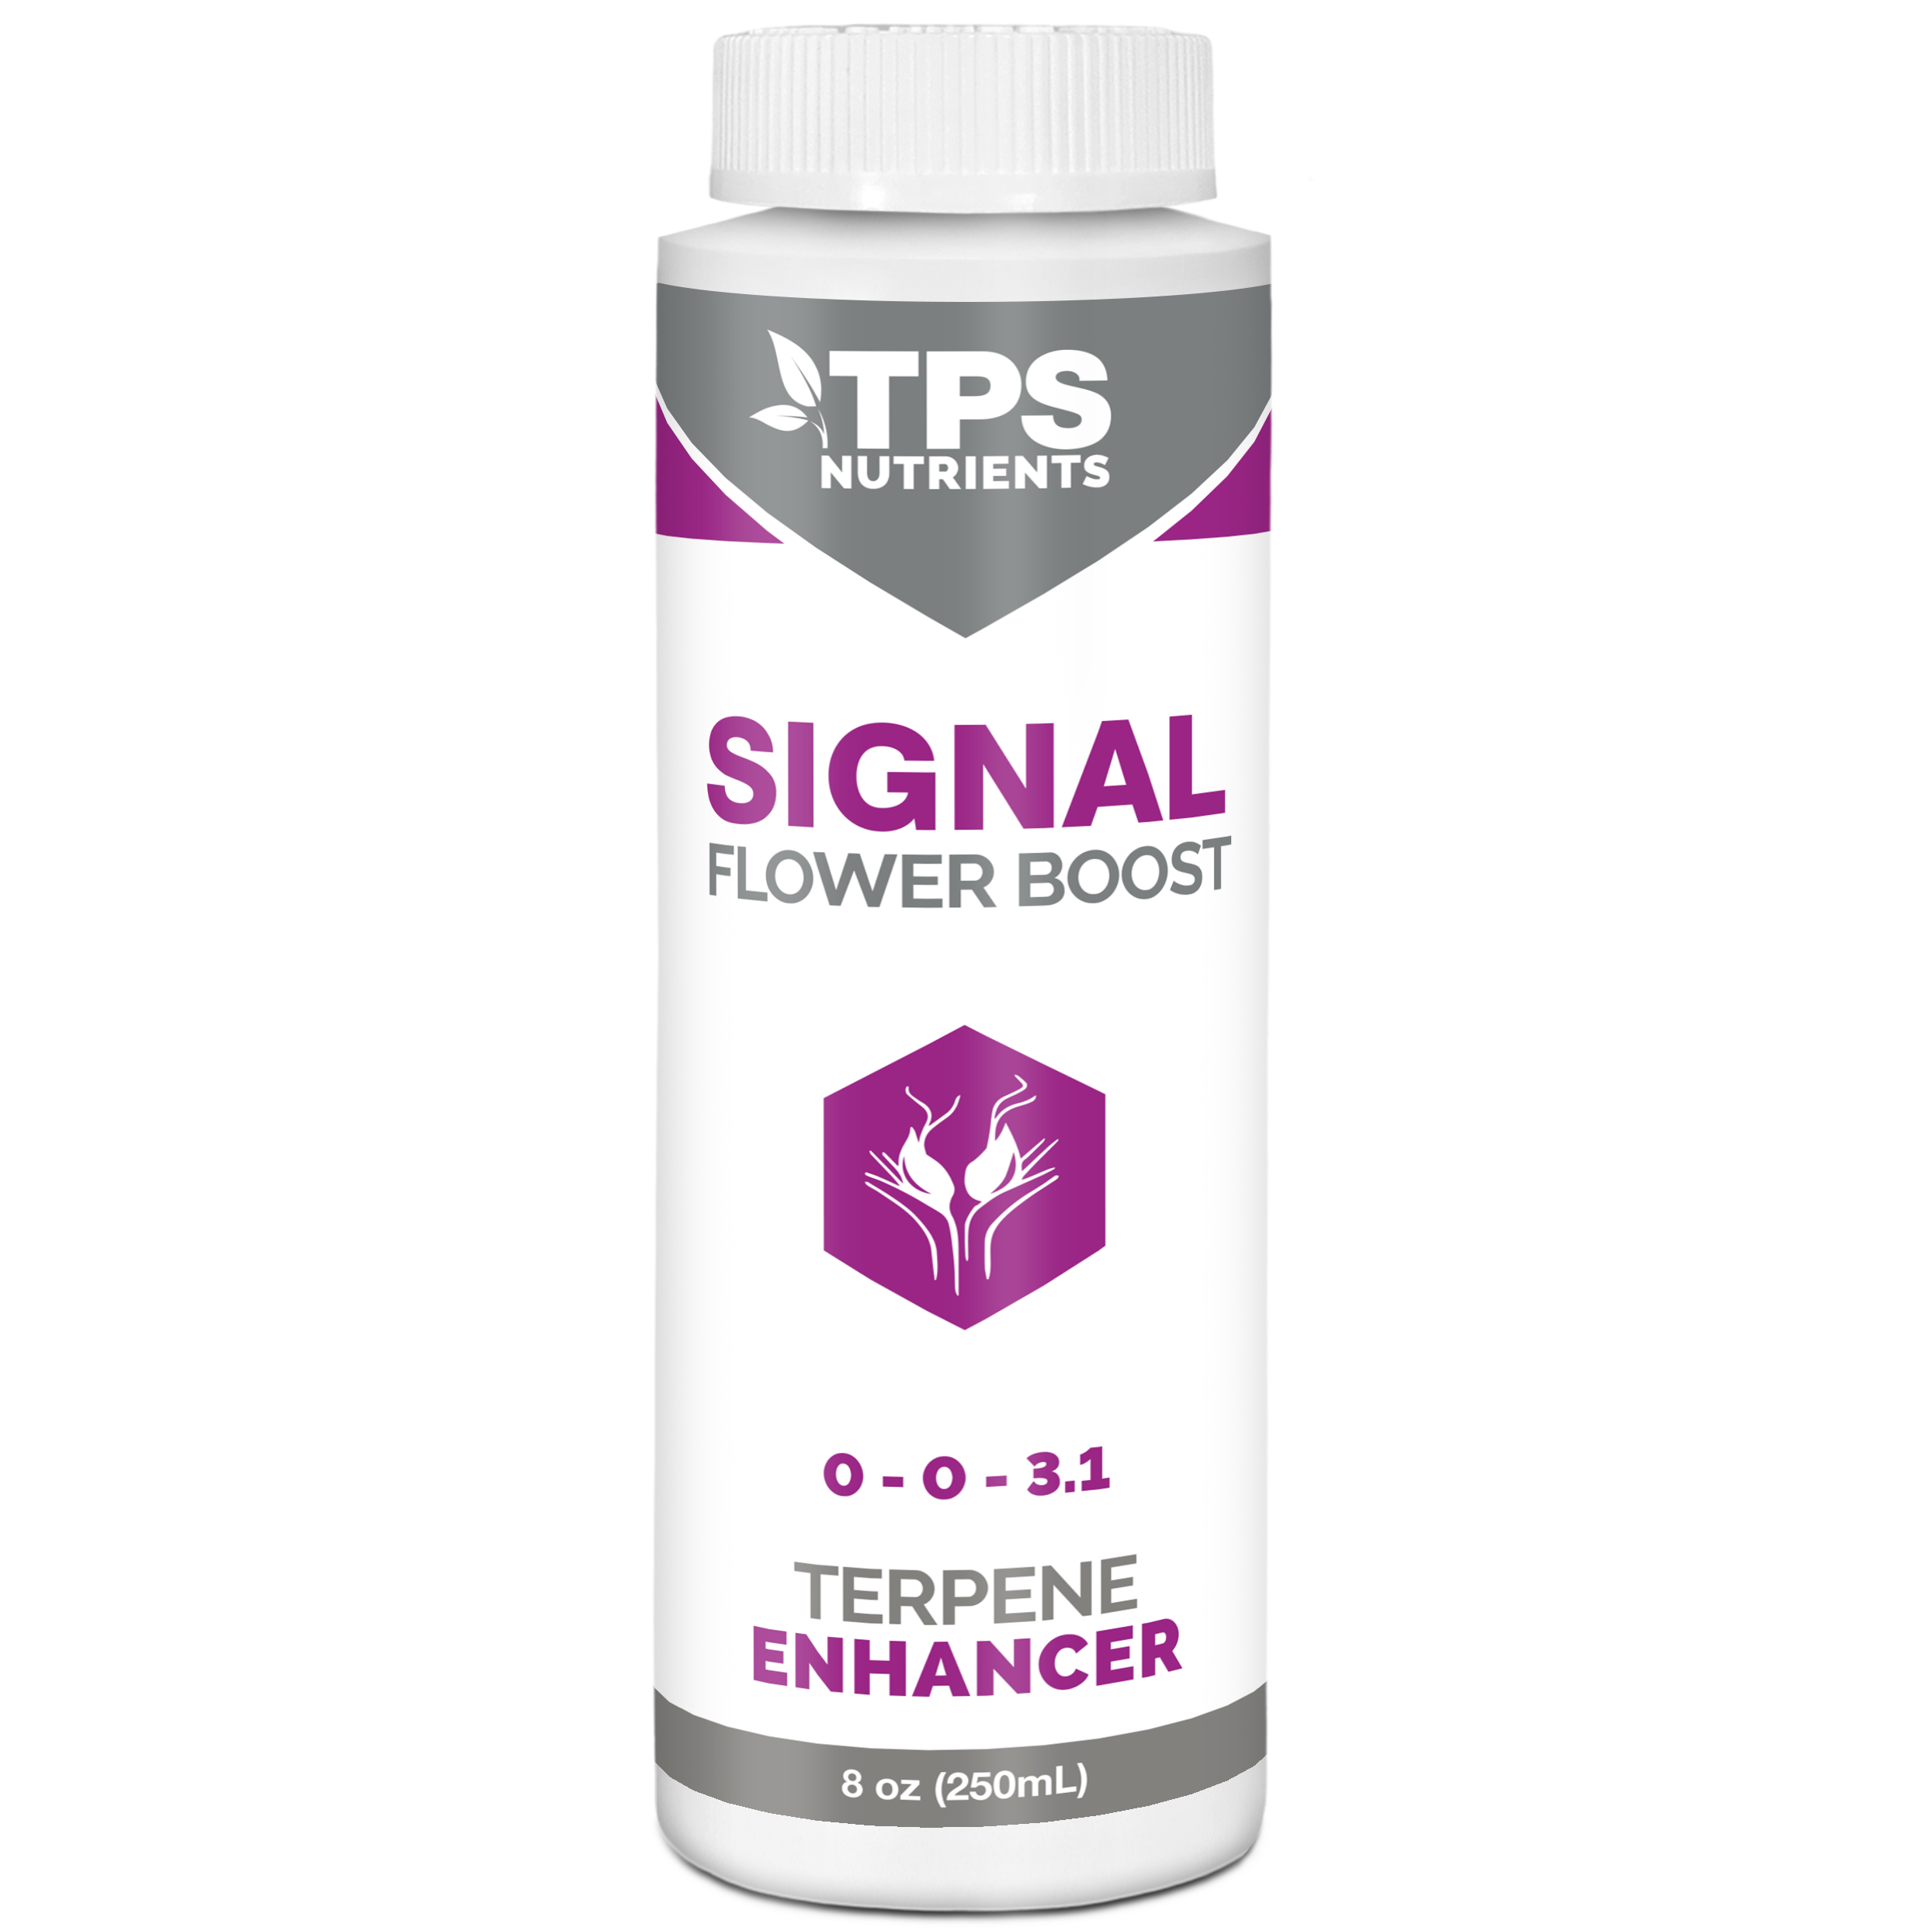 TPS
NUTRIENTS
SIGNAL
FLOWER BOOST
0 - 0 - 3.1
TERPENE
ENHANCER
8 oz (250mL)